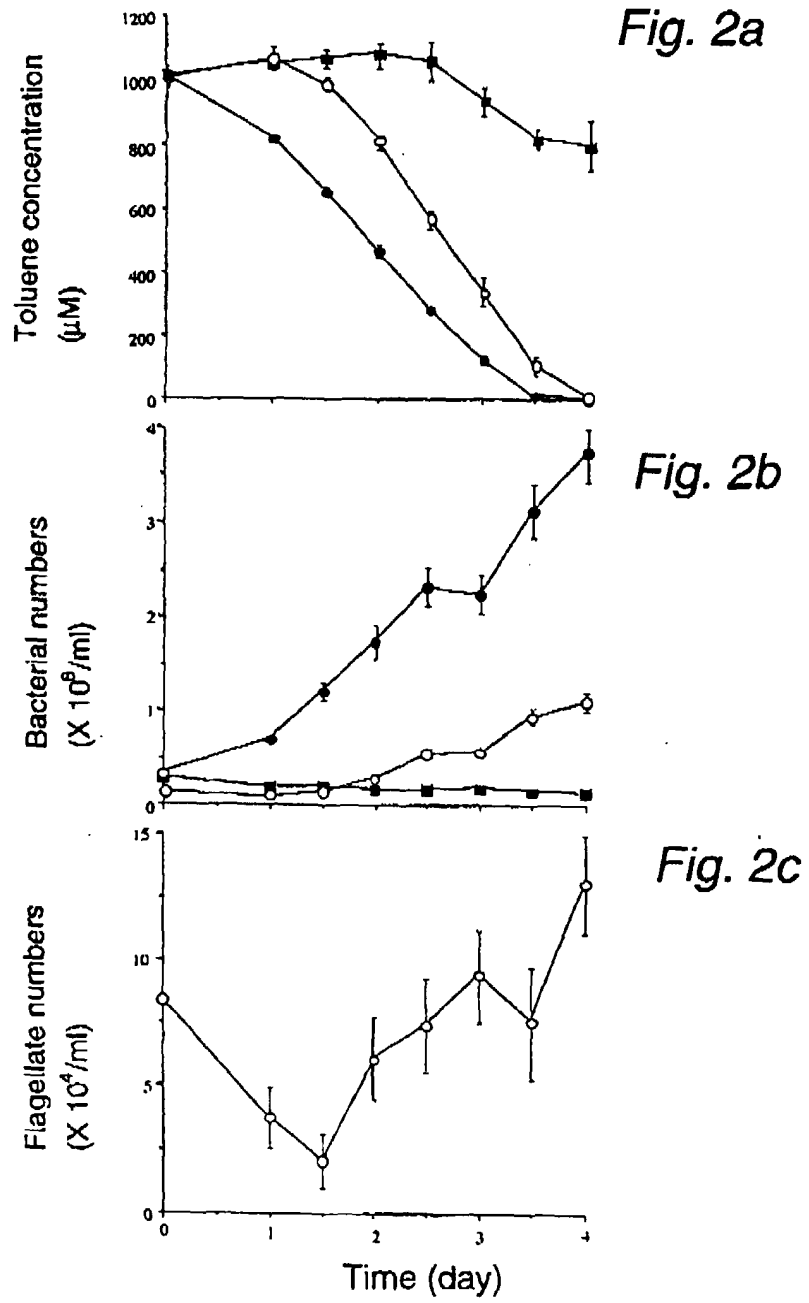 Fig. 2a
Toluene concentration
(µM)
1200
1000
800
600
400
200
0
Fig. 2b
Bacterial numbers
(X 10⁸/ml)
4
3
2
1
0
Fig. 2c
Flagellate numbers
(X 10⁴/ml)
15
10
5
0
0 1 2 3 4
Time (day)